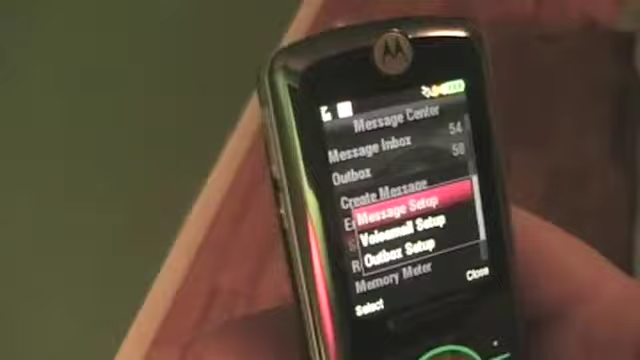 Message Center
Message Inbox 54
Outbox 50
Create Message
Message Setup
Voicemail Setup
Outbox Setup
Memory Meter
Select Close